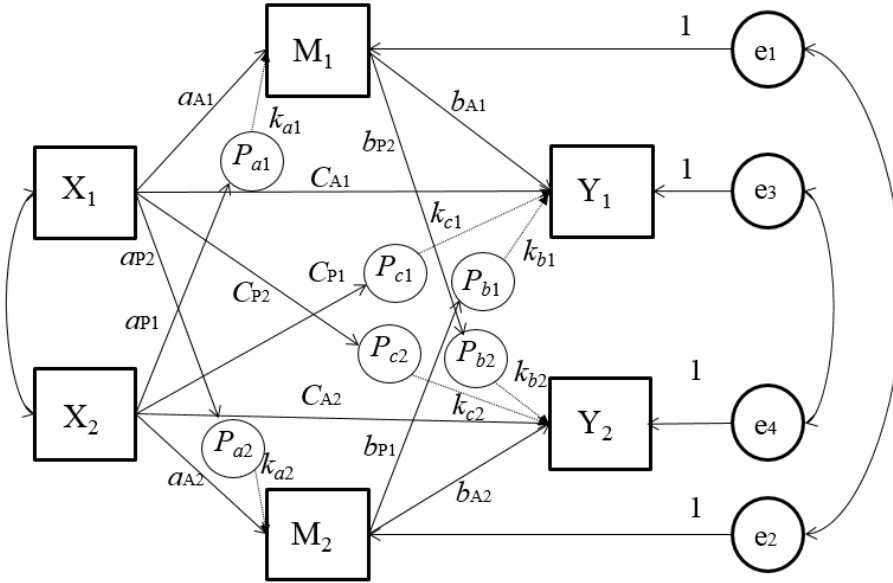 M1
1
e1
aA1
ka1
bA1
bP2
Pa1
X1
CA1
Y1
1
e3
kc1
aP2
CP1
Pc1
kb1
CP2
Pb1
aP1
Pc2
Pb2
kb2
X2
CA2
kc2
1
Y2
e4
Pa2
bP1
aA2
ka2
bA2
M2
1
e2